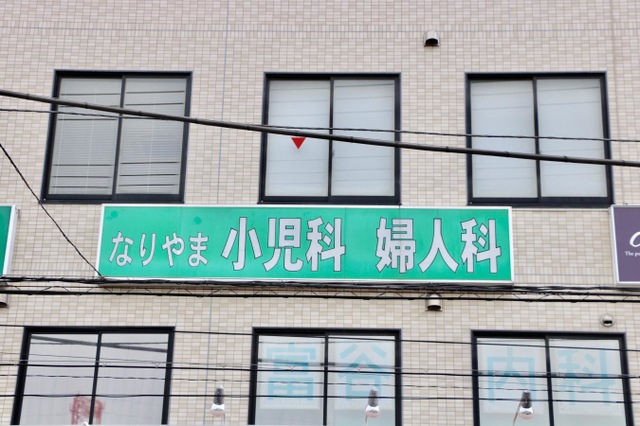 なりやま 小児科 婦人科
富谷 内科